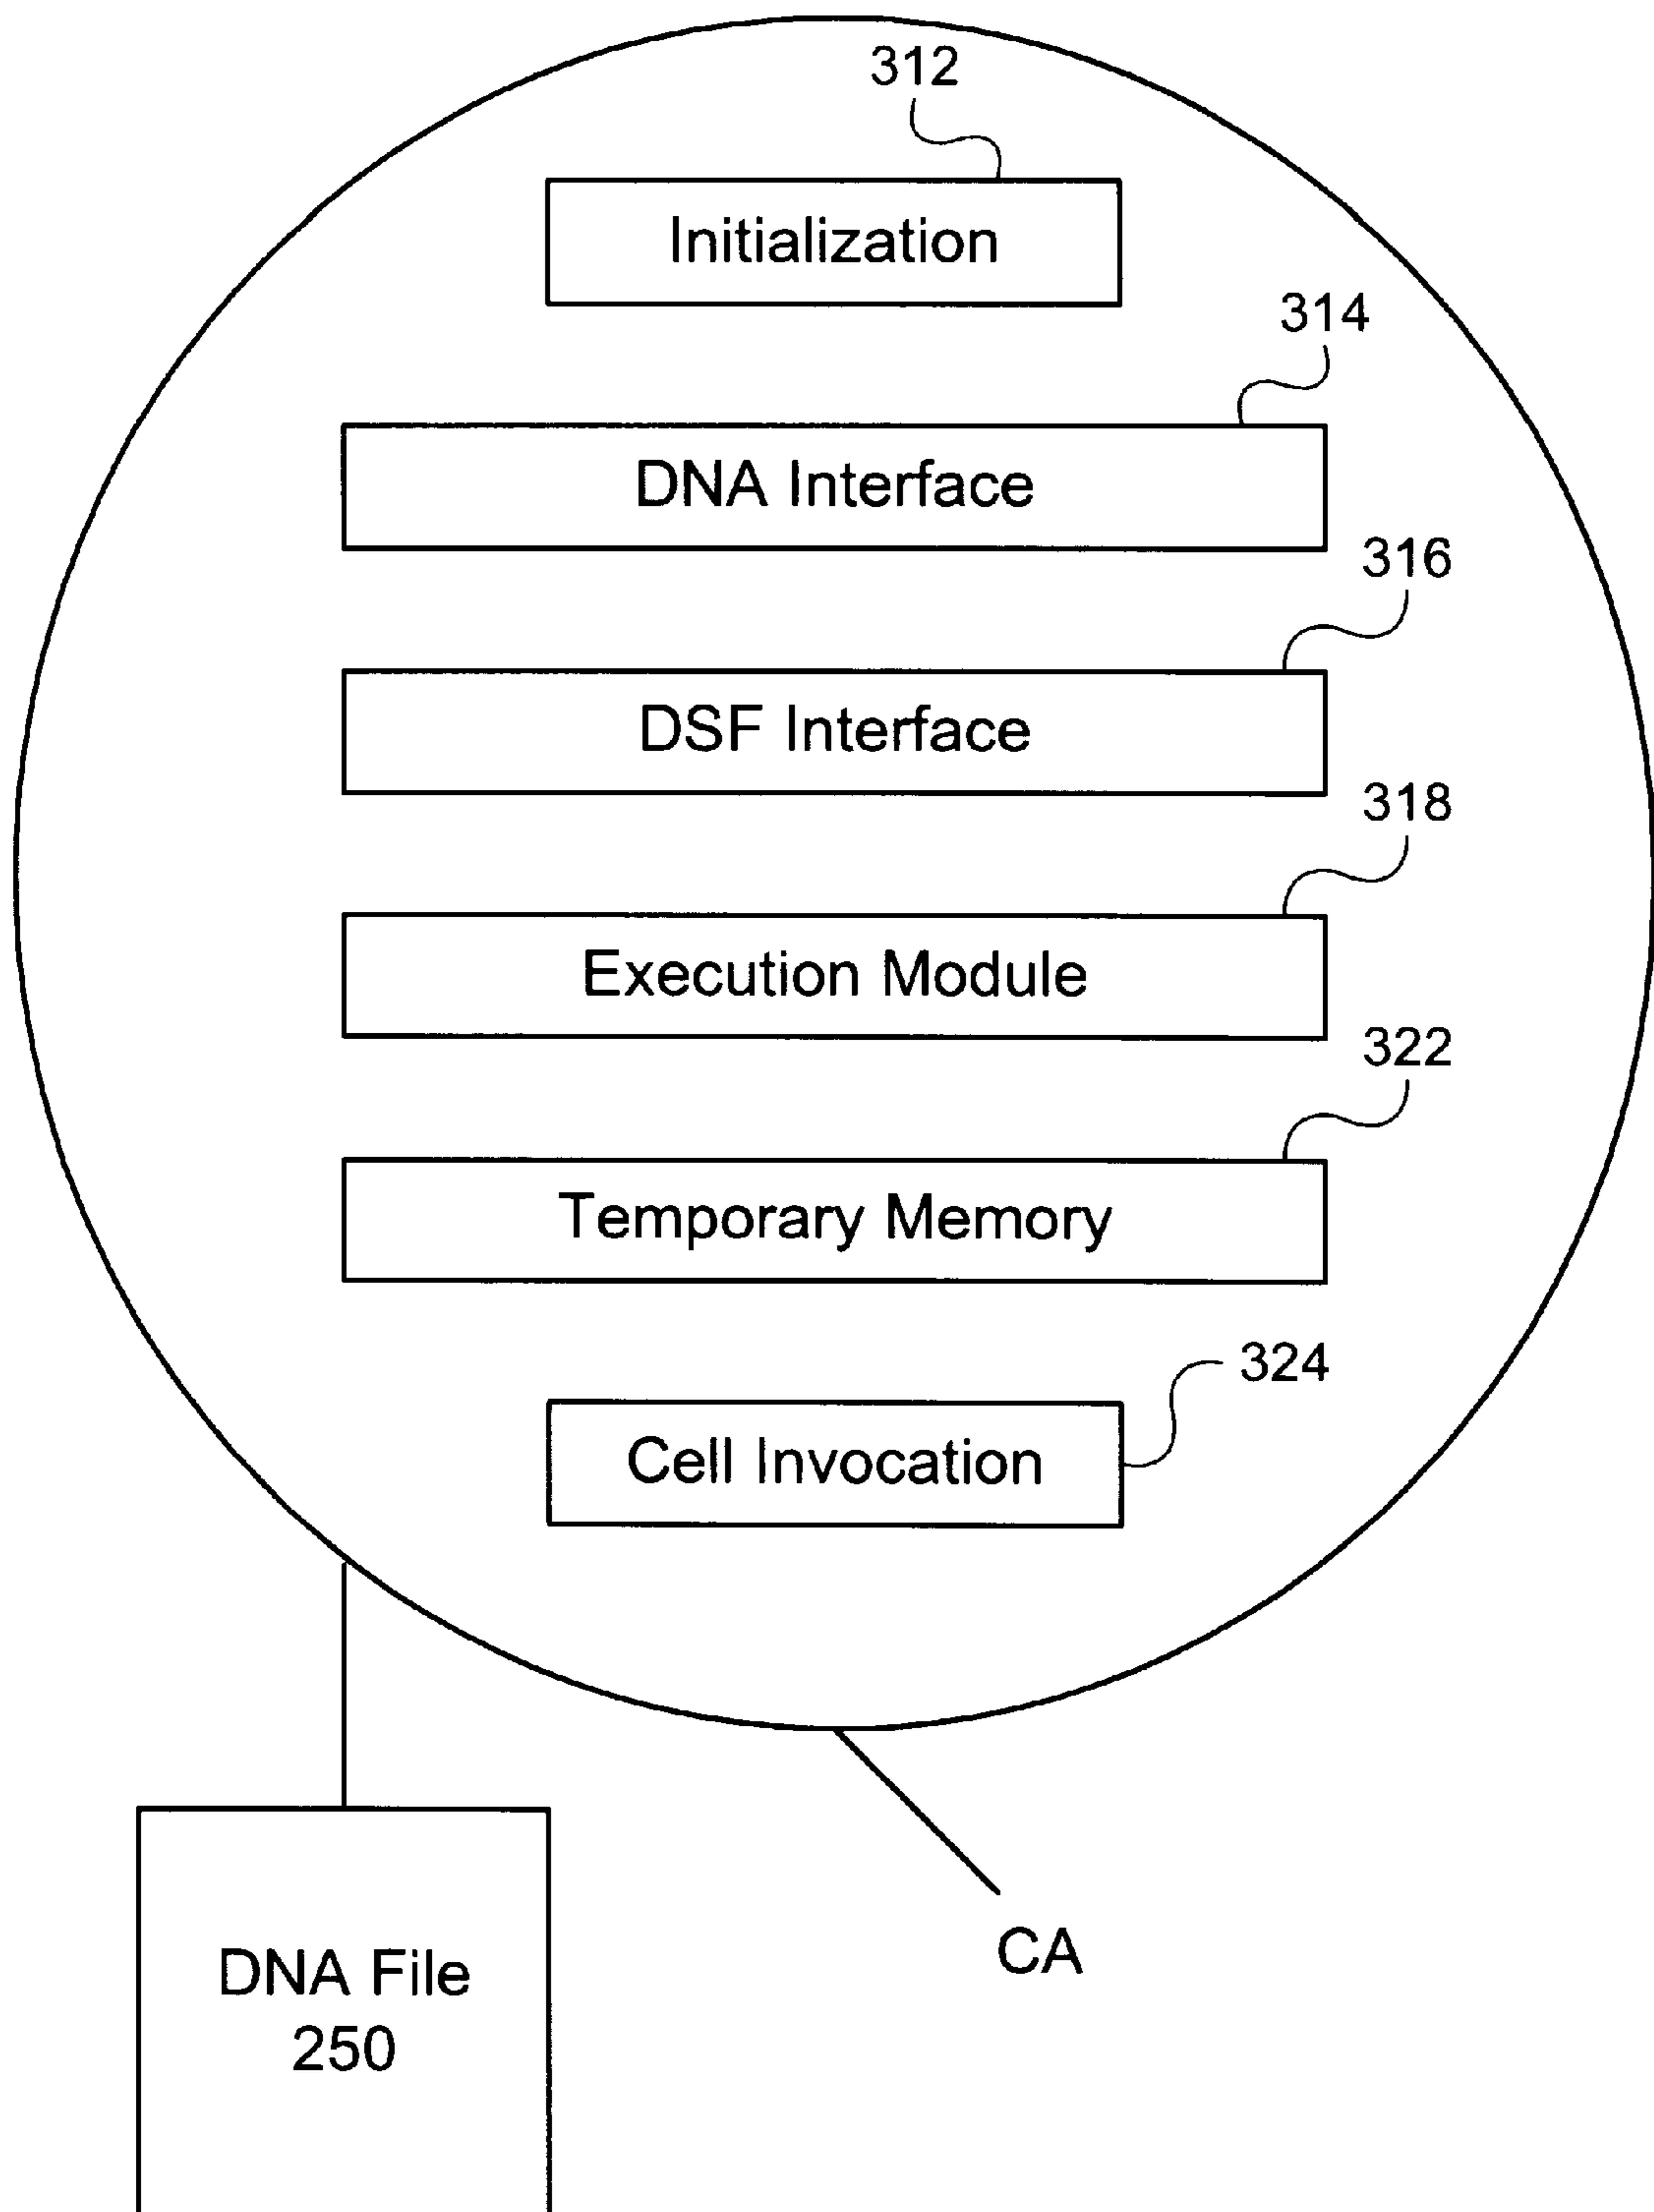 312
Initialization
314
DNA Interface
316
DSF Interface
318
Execution Module
322
Temporary Memory
324
Cell Invocation
CA
DNA File
250